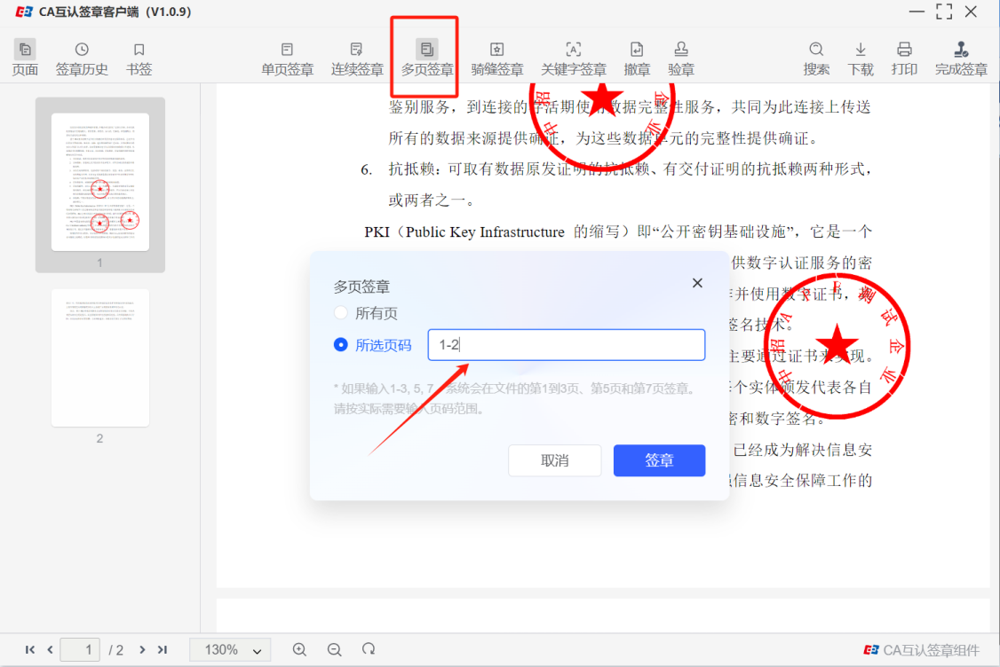 CA互认签章客户端（V1.0.9）
页面 签章历史 书签 单页签章 连续签章 多页签章 骑缝签章 关键字签章 撤章 验章 搜索 下载 打印 完成签章
鉴别服务，到连接的存活期使用数据完整性服务，共同为此连接上传送
所有的数据来源提供确证，为这些数据单元的完整性提供确证。
6. 抗抵赖：可取有数据原发证明的抗抵赖、有交付证明的抗抵赖两种形式，
或两者之一。
PKI（Public Key Infrastructure 的缩写）即“公开密钥基础设施”，它是一个
供数字认证服务的密
并使用数字证书，
签名技术。
主要通过证书来实现。
个实体颁发代表各自
密和数字签名。
已经成为解决信息安
信息安全保障工作的
中招
企业
中招
测试企业
多页签章
所有页
所选页码 1-2
* 如果输入1-3, 5, 7 系统会在文件的第1到3页、第5页和第7页签章。
请按实际需要输入页码范围。
取消 签章
1
2
1 / 2 130%
CA互认签章组件